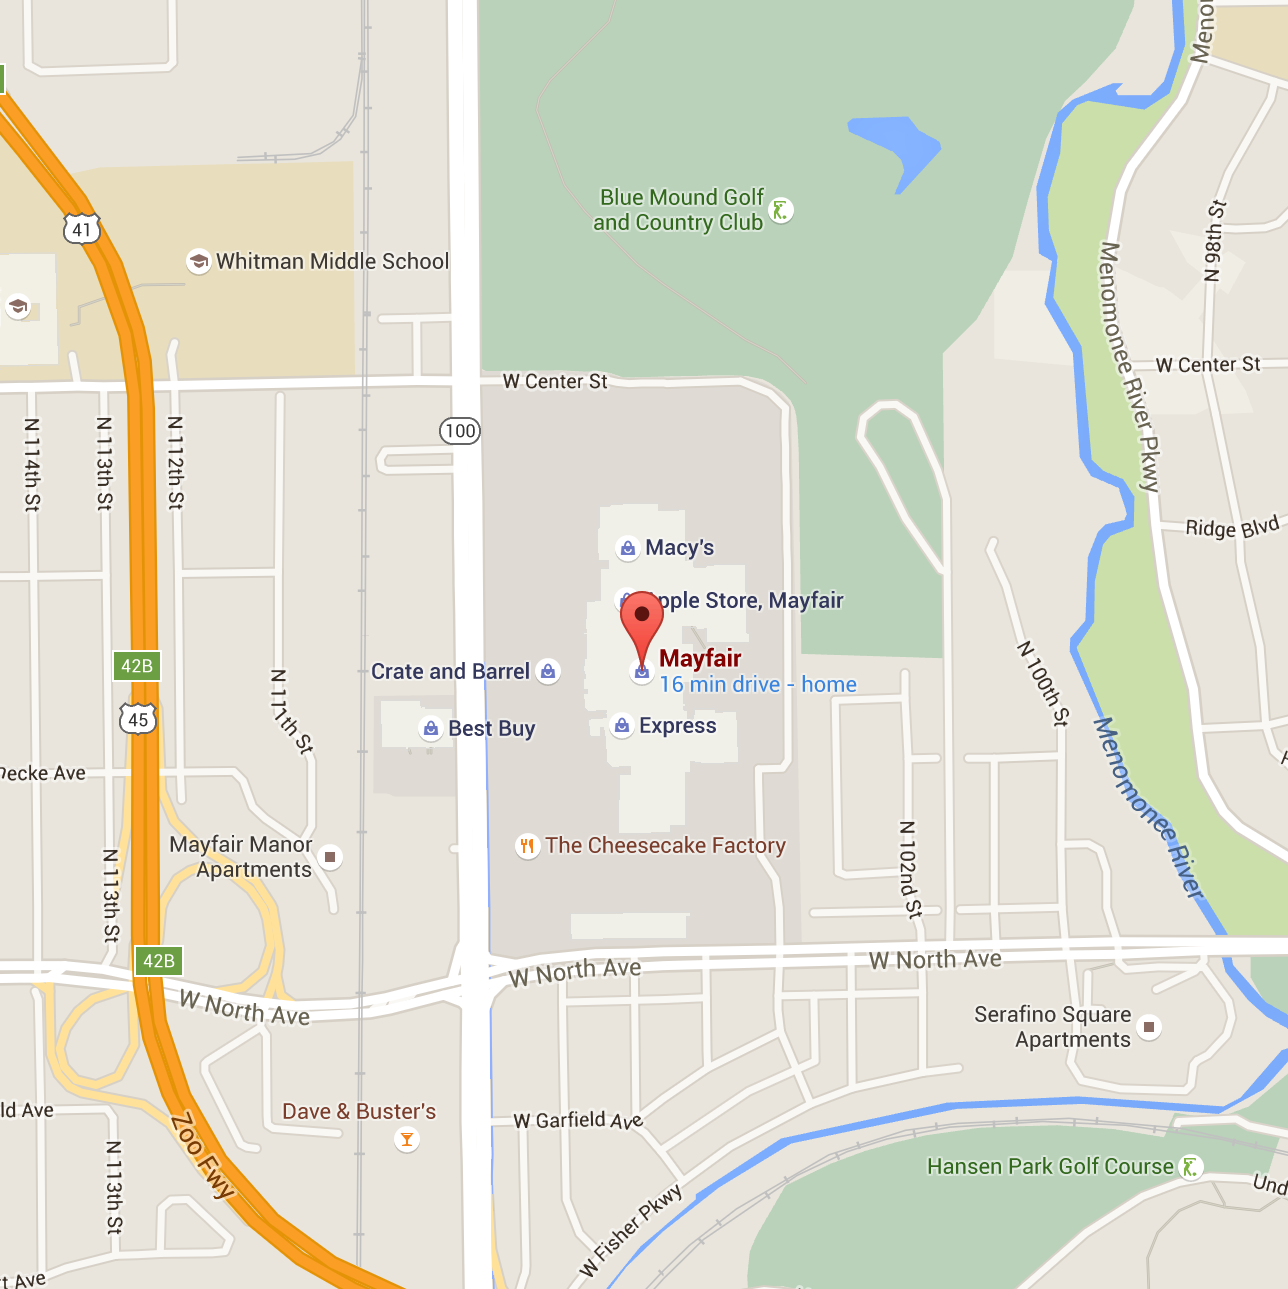 Blue Mound Golf
and Country Club
41
Whitman Middle School
N 98th St
Menomonee River Pkwy
W Center St
W Center St
100
N 114th St
N 113th St
N 112th St
Ridge Blvd
Macy's
Apple Store, Mayfair
42B
Mayfair
16 min drive - home
Crate and Barrel
45
Express
Best Buy
N 111th St
N 100th St
Menomonee River
Mayfair Manor
Apartments
The Cheesecake Factory
N 102nd St
N 113th St
42B
W North Ave
W North Ave
W North Ave
Serafino Square
Apartments
Dave & Buster's
ld Ave
W Garfield Ave
Zoo Fwy
N 113th St
Hansen Park Golf Course
Und
W Fisher Pkwy
Ave